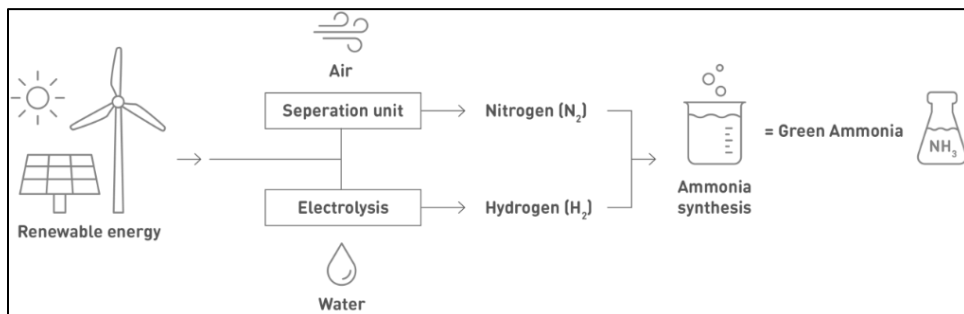 Air
Seperation unit
Nitrogen (N₂)
= Green Ammonia
NH₃
Ammonia
synthesis
Electrolysis
Hydrogen (H₂)
Renewable energy
Water